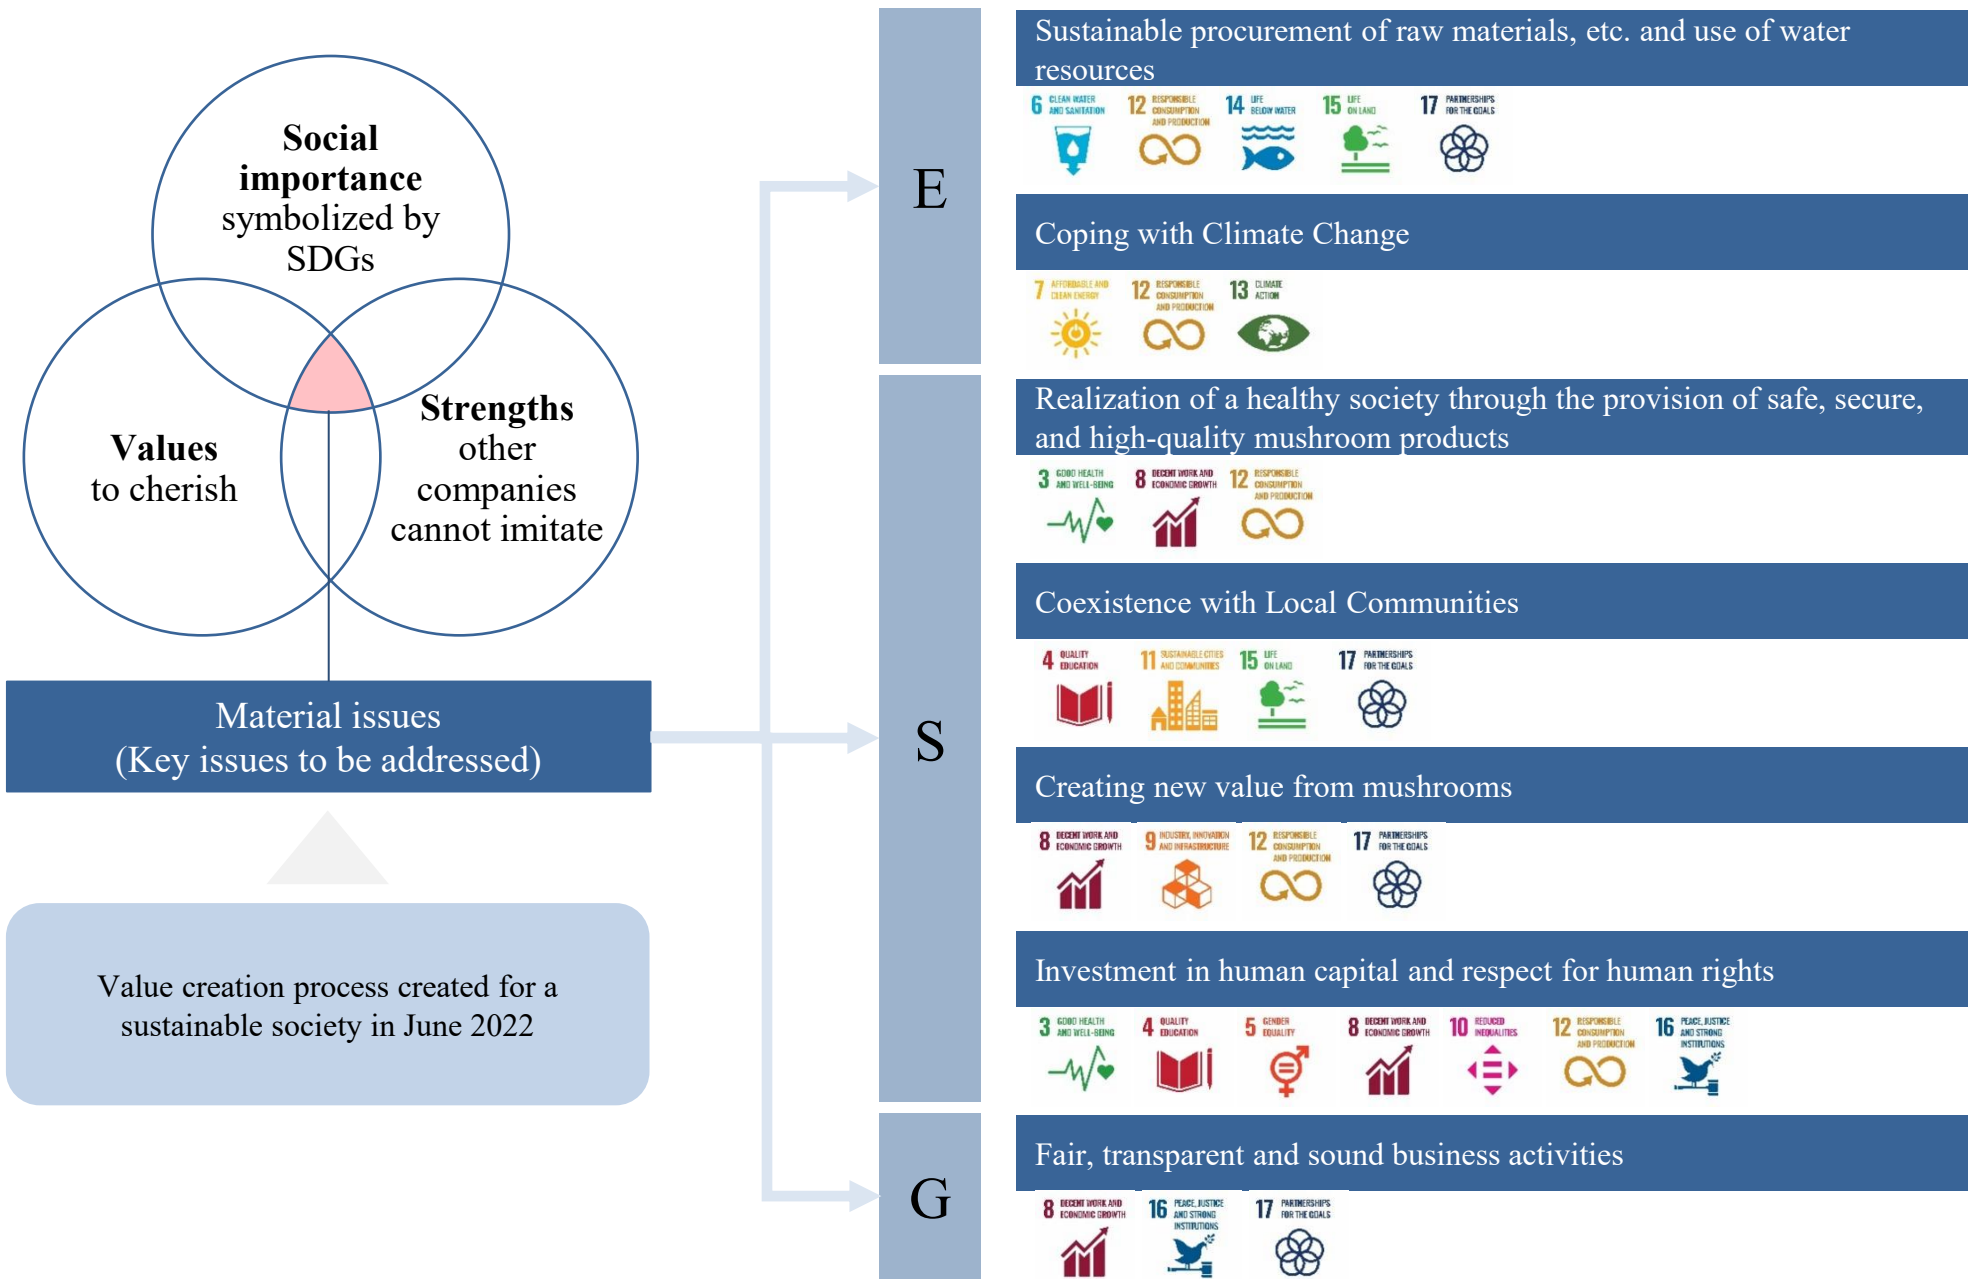 Social
importance
symbolized by
SDGs
Values
to cherish
Strengths
other
companies
cannot imitate
Material issues
(Key issues to be addressed)
Value creation process created for a
sustainable society in June 2022
E
Sustainable procurement of raw materials, etc. and use of water
resources
6 CLEAN WATER
AND SANITATION
12 RESPONSIBLE
CONSUMPTION
AND PRODUCTION
14 LIFE
BELOW WATER
15 LIFE
ON LAND
17 PARTNERSHIPS
FOR THE GOALS
Coping with Climate Change
7 AFFORDABLE AND
CLEAN ENERGY
12 RESPONSIBLE
CONSUMPTION
AND PRODUCTION
13 CLIMATE
ACTION
S
Realization of a healthy society through the provision of safe, secure,
and high-quality mushroom products
3 GOOD HEALTH
AND WELL-BEING
8 DECENT WORK AND
ECONOMIC GROWTH
12 RESPONSIBLE
CONSUMPTION
AND PRODUCTION
Coexistence with Local Communities
4 QUALITY
EDUCATION
11 SUSTAINABLE CITIES
AND COMMUNITIES
15 LIFE
ON LAND
17 PARTNERSHIPS
FOR THE GOALS
Creating new value from mushrooms
8 DECENT WORK AND
ECONOMIC GROWTH
9 INDUSTRY, INNOVATION
AND INFRASTRUCTURE
12 RESPONSIBLE
CONSUMPTION
AND PRODUCTION
17 PARTNERSHIPS
FOR THE GOALS
Investment in human capital and respect for human rights
3 GOOD HEALTH
AND WELL-BEING
4 QUALITY
EDUCATION
5 GENDER
EQUALITY
8 DECENT WORK AND
ECONOMIC GROWTH
10 REDUCED
INEQUALITIES
12 RESPONSIBLE
CONSUMPTION
AND PRODUCTION
16 PEACE, JUSTICE
AND STRONG
INSTITUTIONS
G
Fair, transparent and sound business activities
8 DECENT WORK AND
ECONOMIC GROWTH
16 PEACE, JUSTICE
AND STRONG
INSTITUTIONS
17 PARTNERSHIPS
FOR THE GOALS